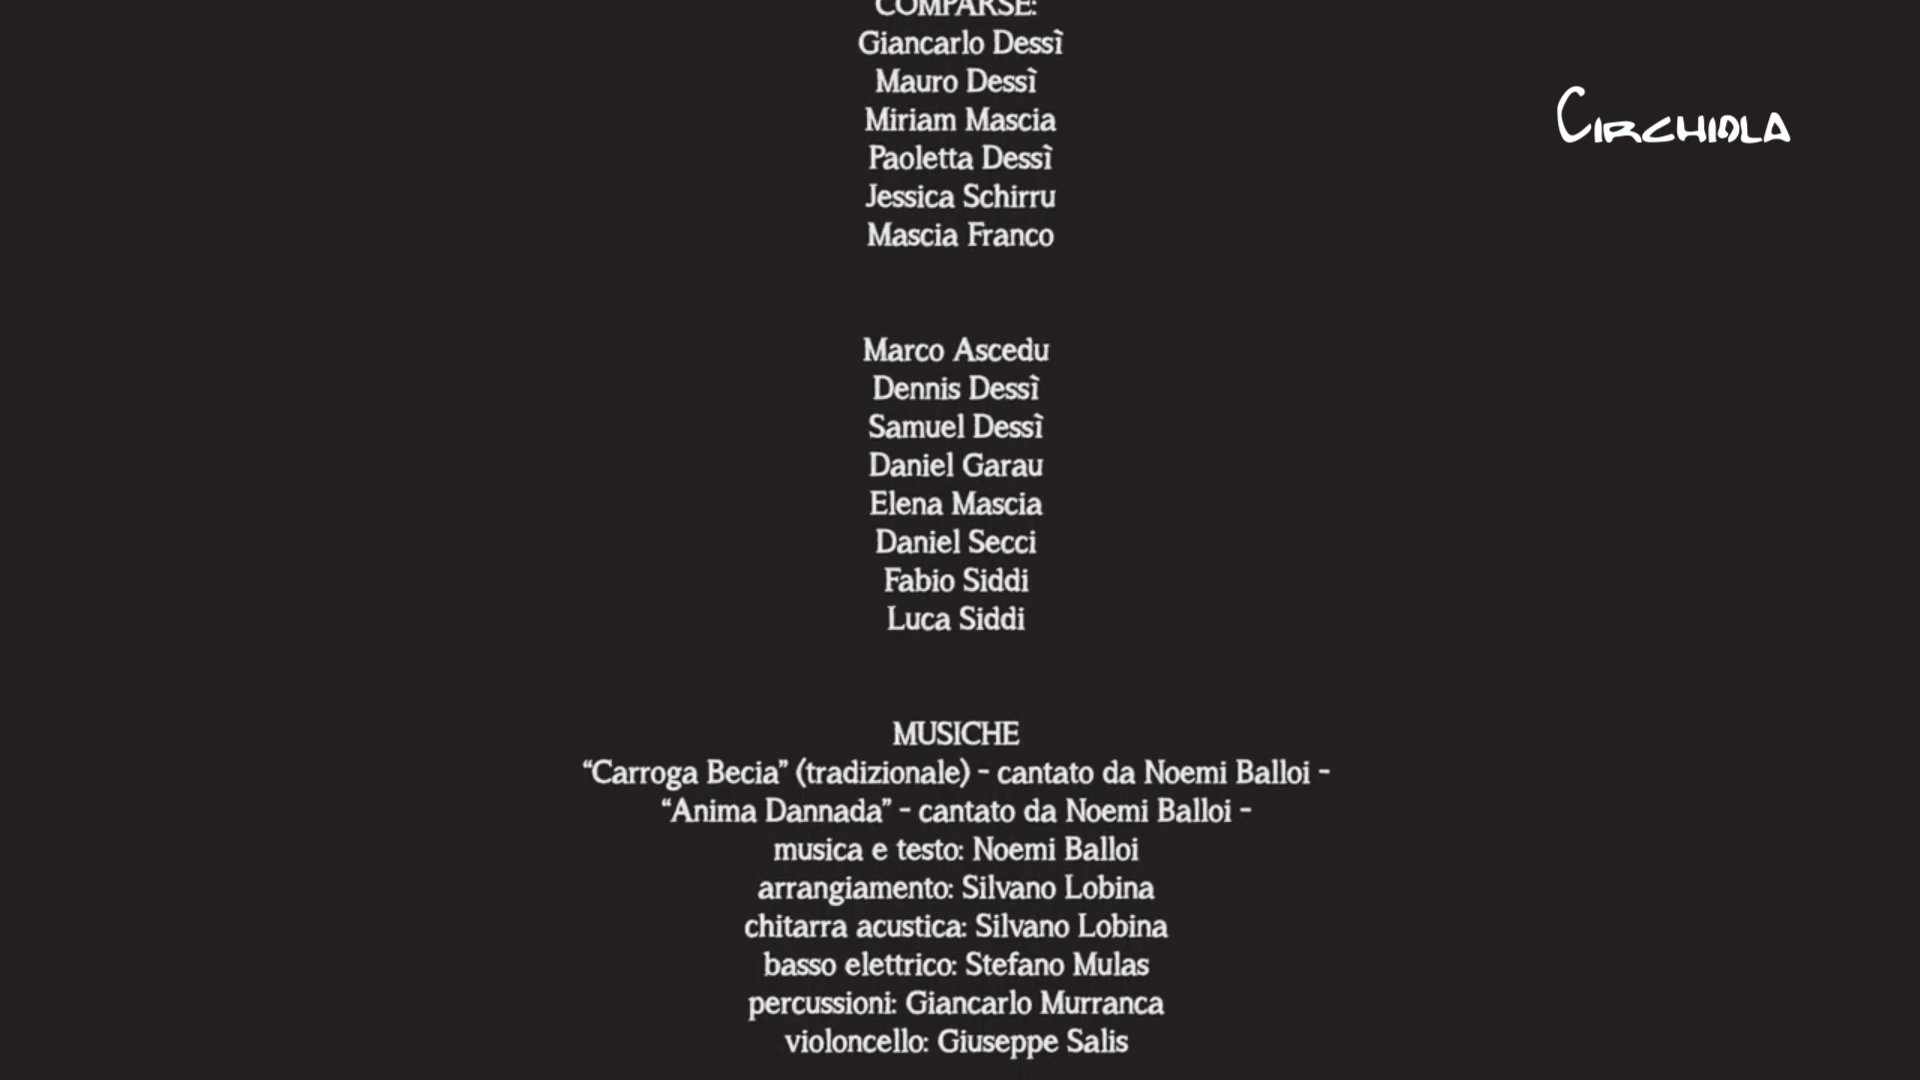 COMPARSE:
Giancarlo Dessì
Mauro Dessì
Miriam Mascia
Paoletta Dessì
Jessica Schirru
Mascia Franco
CIRCHIOLA
Marco Ascedu
Dennis Dessì
Samuel Dessì
Daniel Garau
Elena Mascia
Daniel Secci
Fabio Siddi
Luca Siddi
MUSICHE
“Carroga Becia” (tradizionale) - cantato da Noemi Balloi -
“Anima Dannada” - cantato da Noemi Balloi -
musica e testo: Noemi Balloi
arrangiamento: Silvano Lobina
chitarra acustica: Silvano Lobina
basso elettrico: Stefano Mulas
percussioni: Giancarlo Murranca
violoncello: Giuseppe Salis